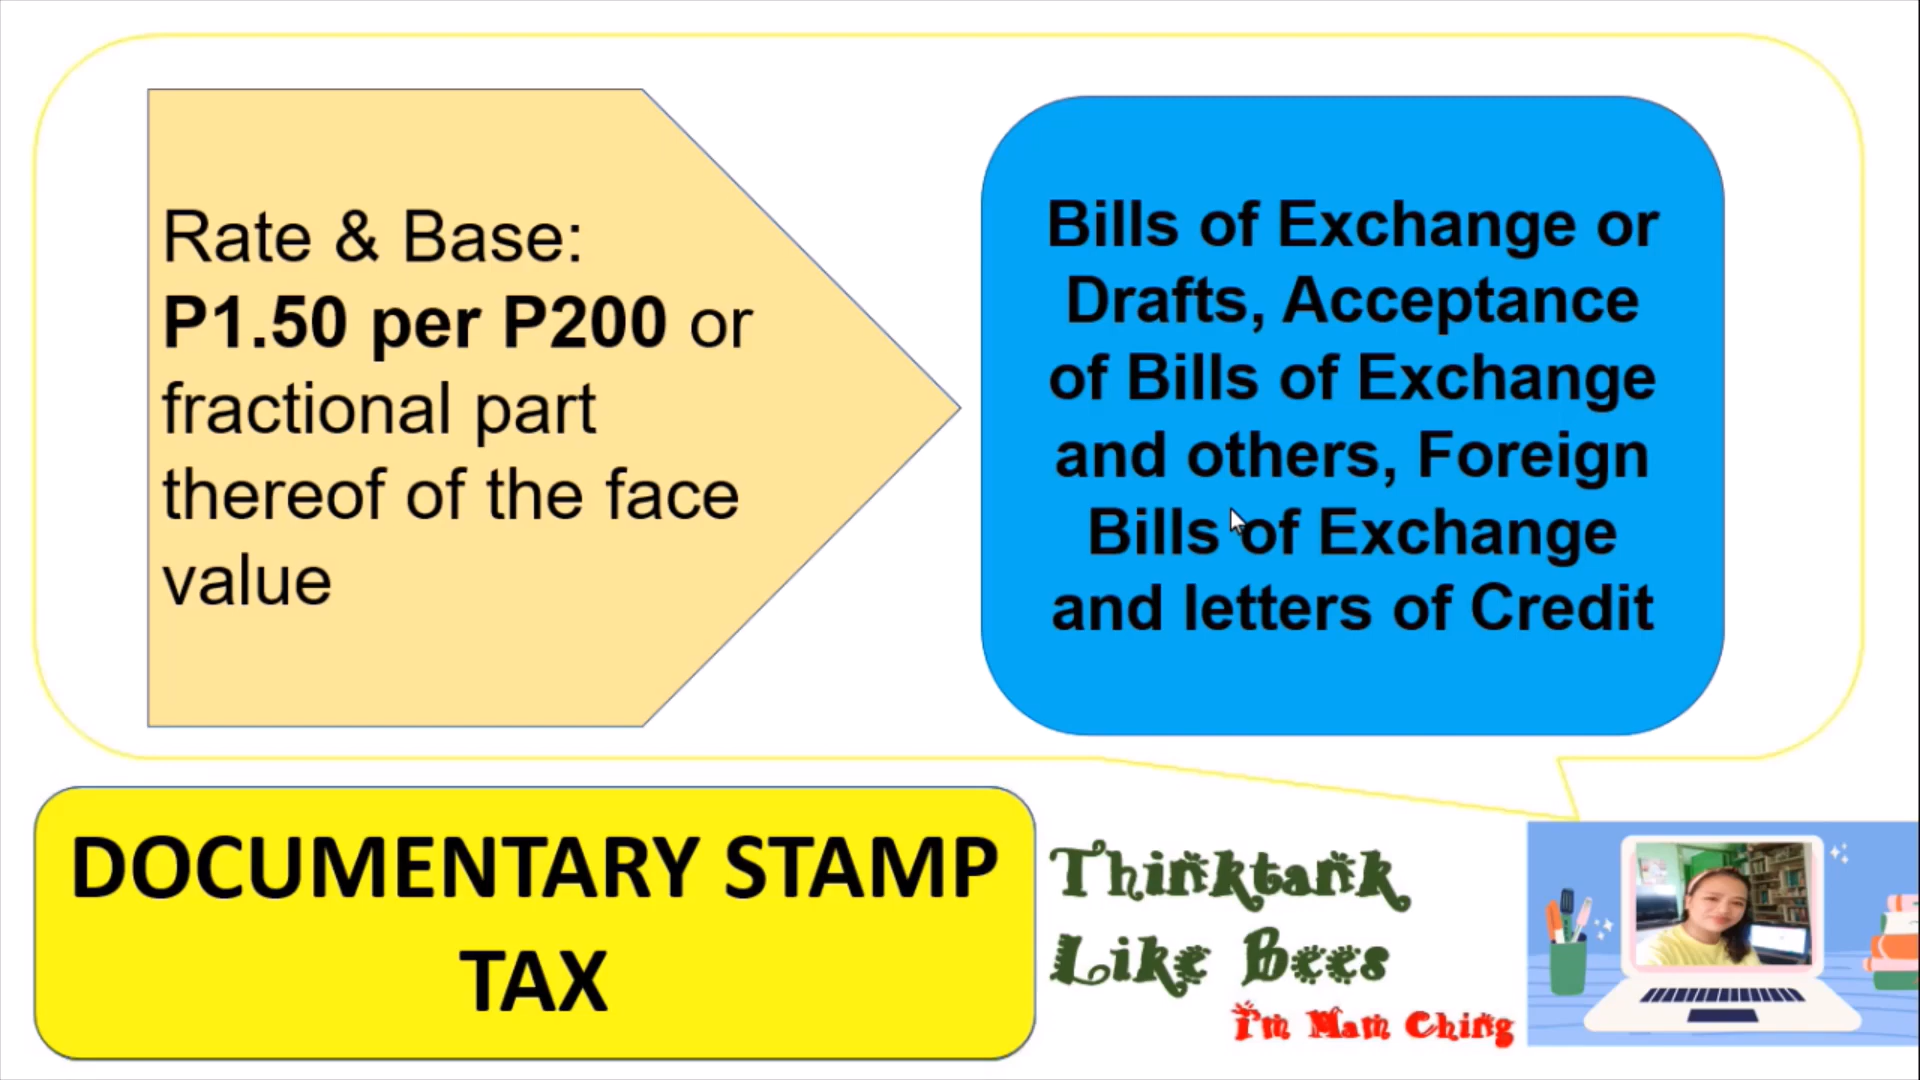 Rate & Base:
P1.50 per P200 or
fractional part
thereof of the face
value
Bills of Exchange or
Drafts, Acceptance
of Bills of Exchange
and others, Foreign
Bills of Exchange
and letters of Credit
DOCUMENTARY STAMP
TAX
Thinktank
Like Bees
I'm Mam Ching